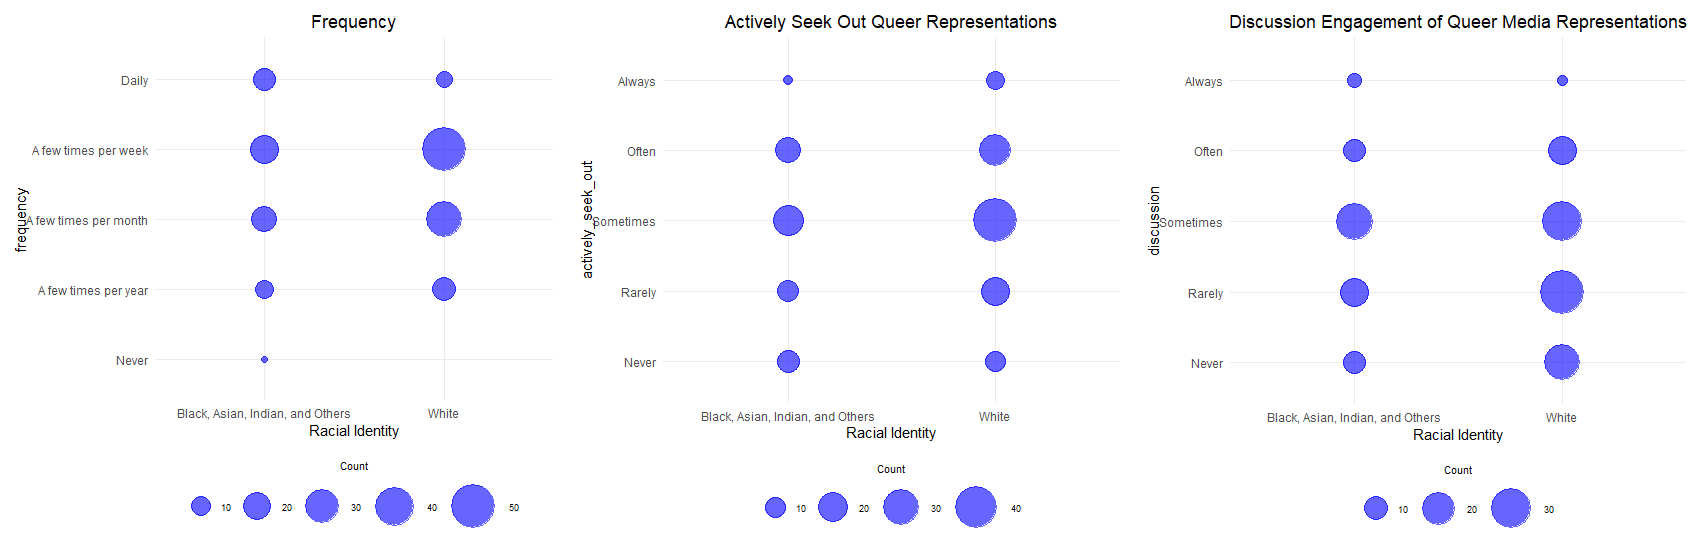 Frequency
frequency
Daily
A few times per week
A few times per month
A few times per year
Never
Black, Asian, Indian, and Others White
Racial Identity
Count
10 20 30 40 50
Actively Seek Out Queer Representations
actively_seek_out
Always
Often
Sometimes
Rarely
Never
Black, Asian, Indian, and Others White
Racial Identity
Count
10 20 30 40
Discussion Engagement of Queer Media Representations
discussion
Always
Often
Sometimes
Rarely
Never
Black, Asian, Indian, and Others White
Racial Identity
Count
10 20 30